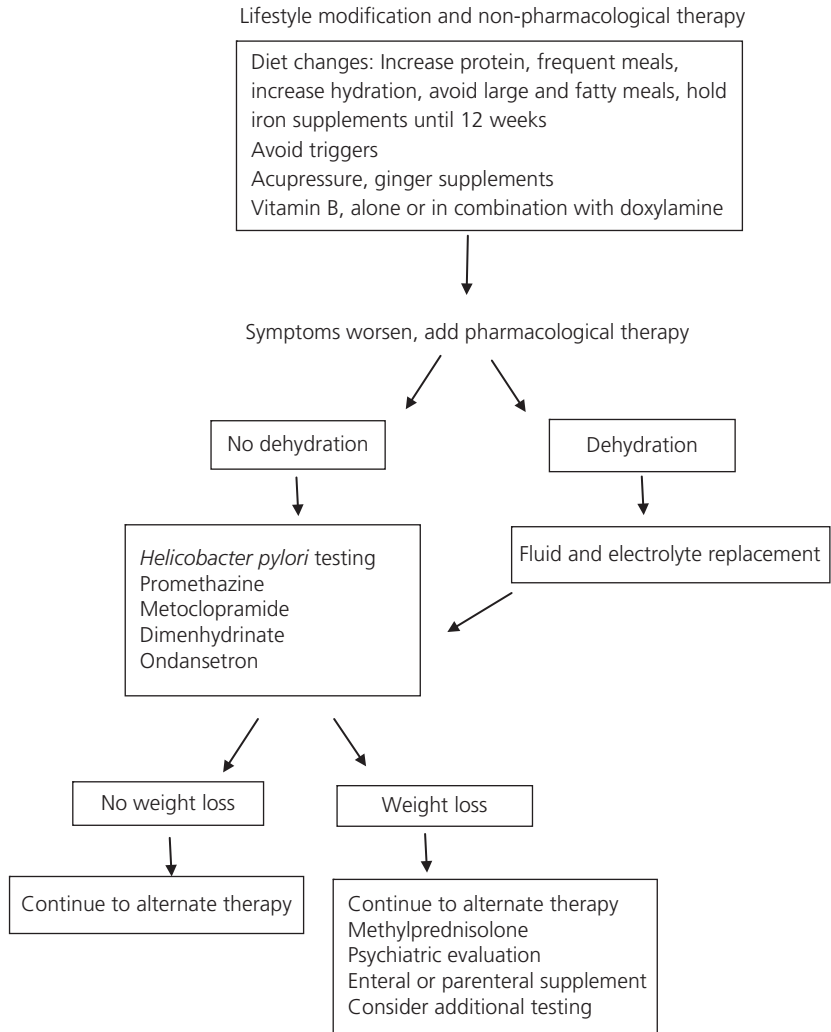 Lifestyle modification and non-pharmacological therapy
Diet changes: Increase protein, frequent meals,
increase hydration, avoid large and fatty meals, hold
iron supplements until 12 weeks
Avoid triggers
Acupressure, ginger supplements
Vitamin B, alone or in combination with doxylamine
Symptoms worsen, add pharmacological therapy
No dehydration
Dehydration
Helicobacter pylori testing
Promethazine
Metoclopramide
Dimenhydrinate
Ondansetron
Fluid and electrolyte replacement
No weight loss
Weight loss
Continue to alternate therapy
Continue to alternate therapy
Methylprednisolone
Psychiatric evaluation
Enteral or parenteral supplement
Consider additional testing